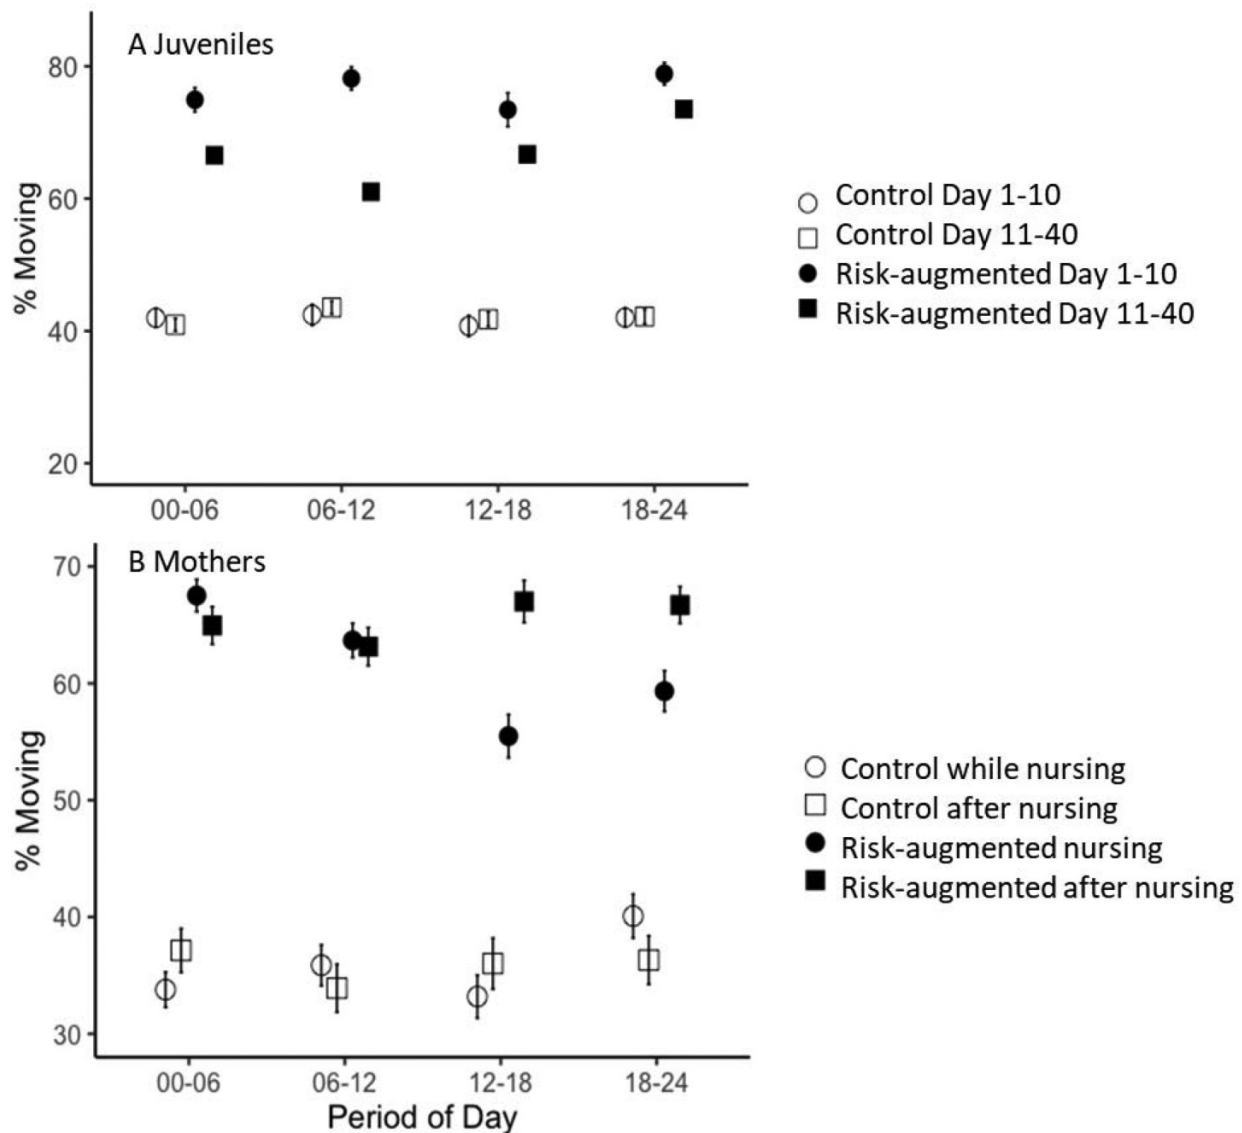 A Juveniles
80
60
40
20
% Moving
00-06 06-12 12-18 18-24
Control Day 1-10
Control Day 11-40
Risk-augmented Day 1-10
Risk-augmented Day 11-40
B Mothers
70
60
50
40
30
% Moving
00-06 06-12 12-18 18-24
Period of Day
Control while nursing
Control after nursing
Risk-augmented nursing
Risk-augmented after nursing